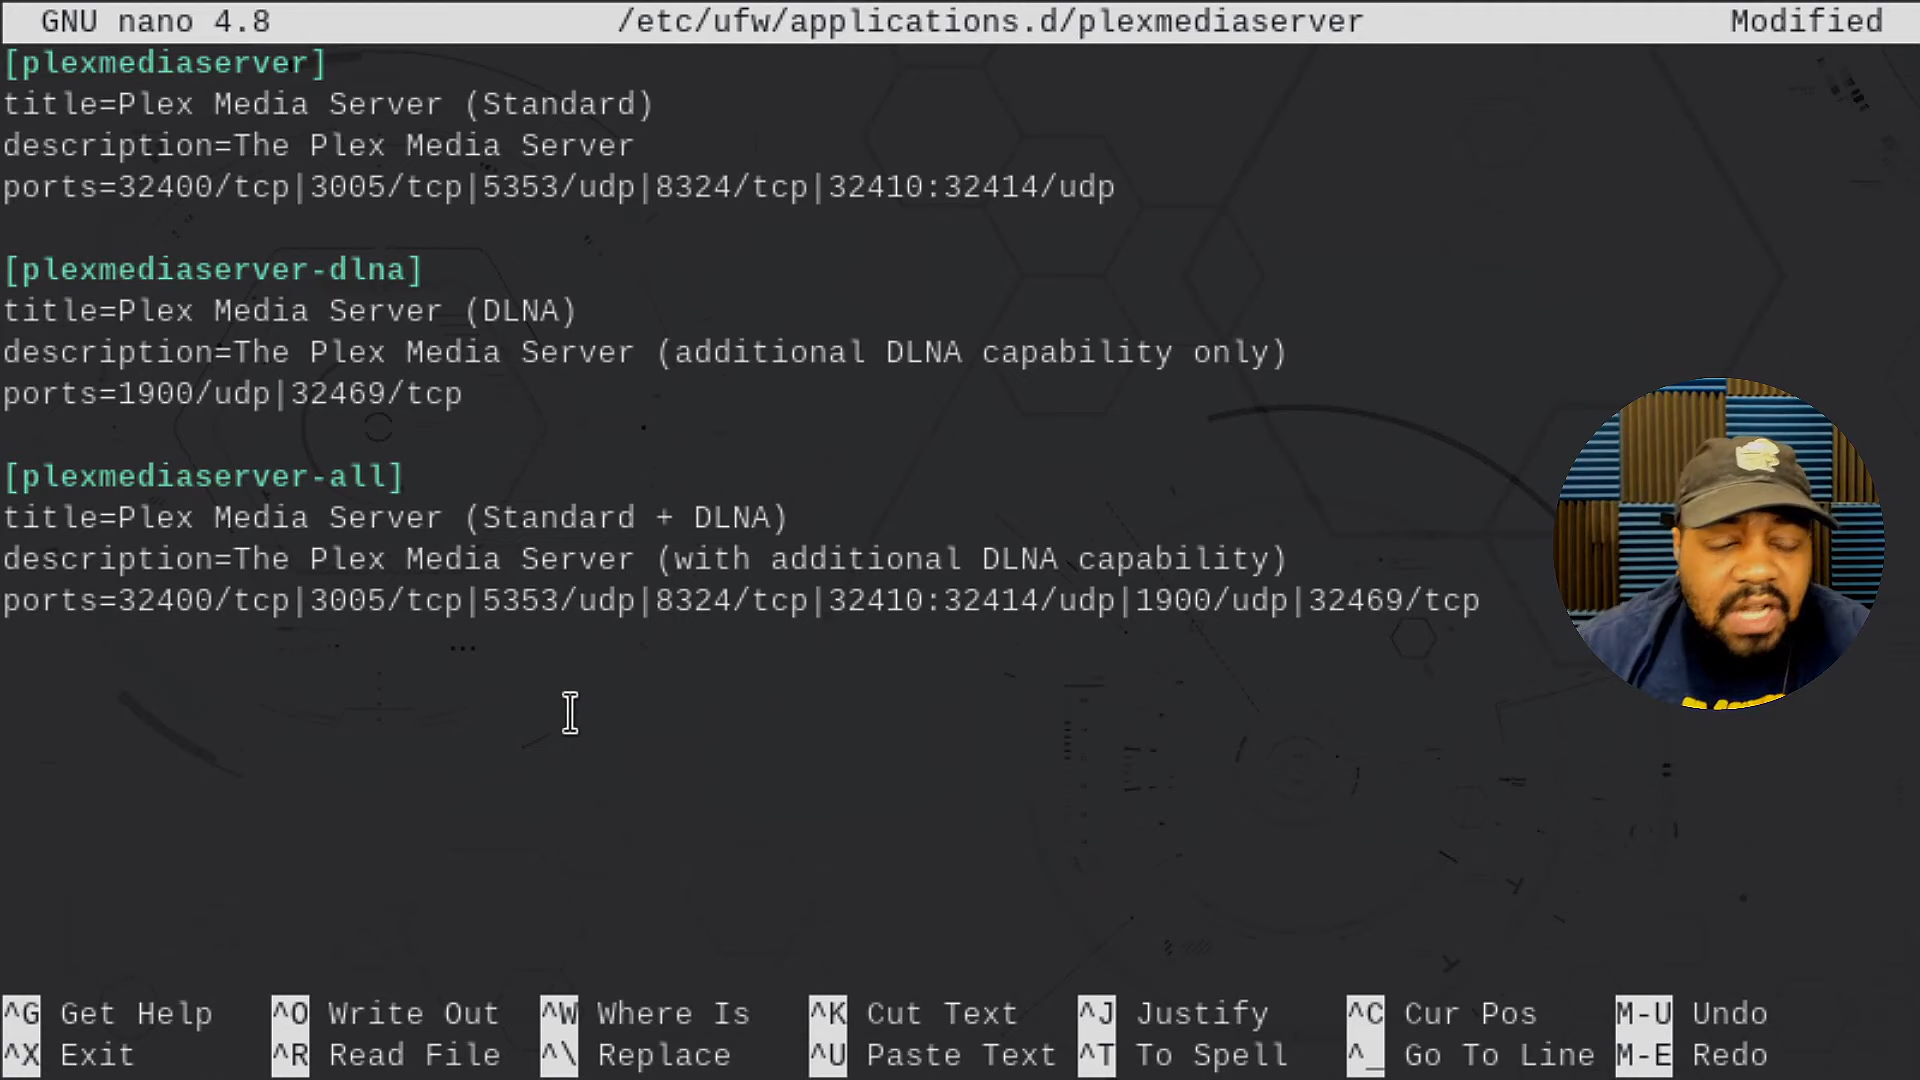 GNU nano 4.8 /etc/ufw/applications.d/plexmediaserver Modified
[plexmediaserver]
title=Plex Media Server (Standard)
description=The Plex Media Server
ports=32400/tcp|3005/tcp|5353/udp|8324/tcp|32410:32414/udp
[plexmediaserver-dlna]
title=Plex Media Server (DLNA)
description=The Plex Media Server (additional DLNA capability only)
ports=1900/udp|32469/tcp
[plexmediaserver-all]
title=Plex Media Server (Standard + DLNA)
description=The Plex Media Server (with additional DLNA capability)
ports=32400/tcp|3005/tcp|5353/udp|8324/tcp|32410:32414/udp|1900/udp|32469/tcp
^G Get Help ^O Write Out ^W Where Is ^K Cut Text ^J Justify ^C Cur Pos M-U Undo
^X Exit ^R Read File ^\ Replace ^U Paste Text ^T To Spell ^_ Go To Line M-E Redo